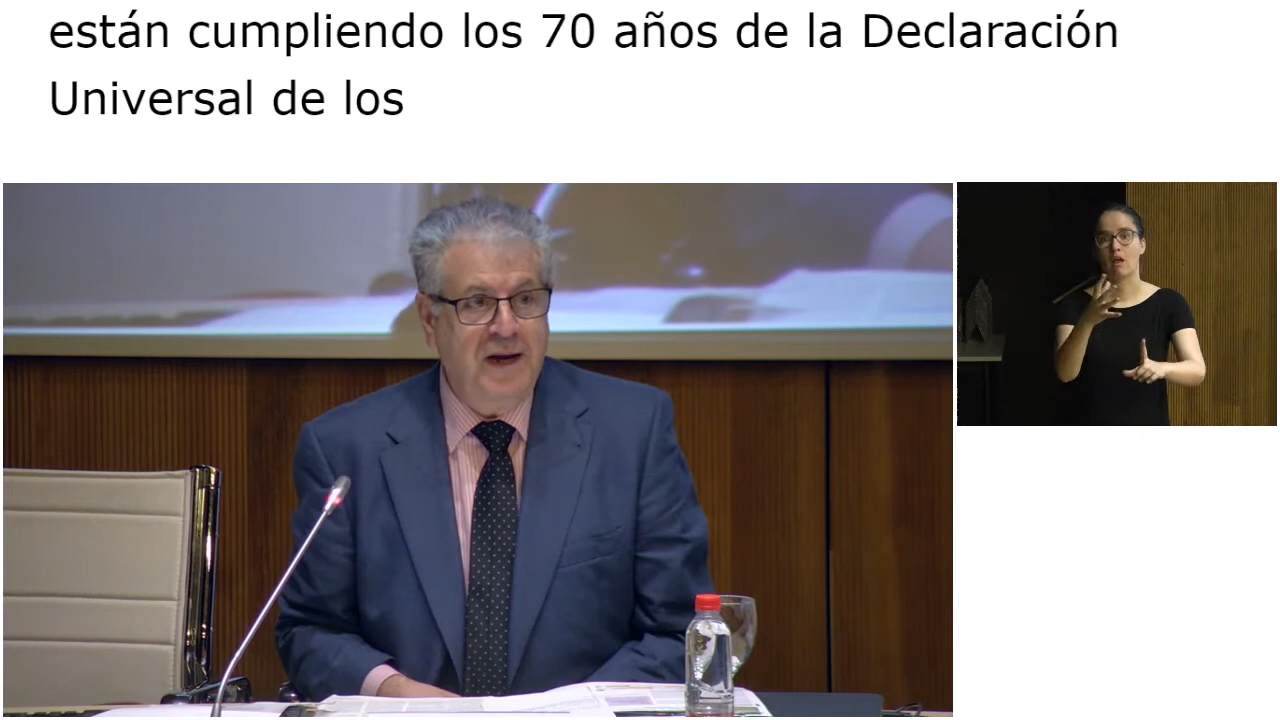 están cumpliendo los 70 años de la Declaración
Universal de los